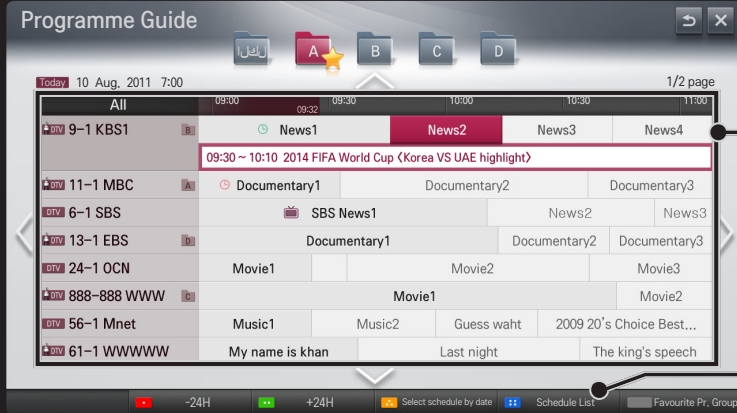 Programme Guide
الكل A B C D
Today 10 Aug, 2011 7:00 1/2 page
All 09:00 09:32 09:30 10:00 10:30 11:00
DTV 9-1 KBS1 B News1 News2 News3 News4
09:30 ~ 10:10 2014 FIFA World Cup 〈Korea VS UAE highlight〉
DTV 11-1 MBC A Documentary1 Documentary2 Documentary3
DTV 6-1 SBS SBS News1 News2 News3
DTV 13-1 EBS D Documentary1 Documentary2 Documentary3
DTV 24-1 OCN Movie1 Movie2 Movie3
DTV 888-888 WWW C Movie1 Movie2
DTV 56-1 Mnet Music1 Music2 Guess waht 2009 20's Choice Best...
DTV 61-1 WWWWW My name is khan Last night The king's speech
-24H +24H Select schedule by date Schedule List Favourite Pr. Group